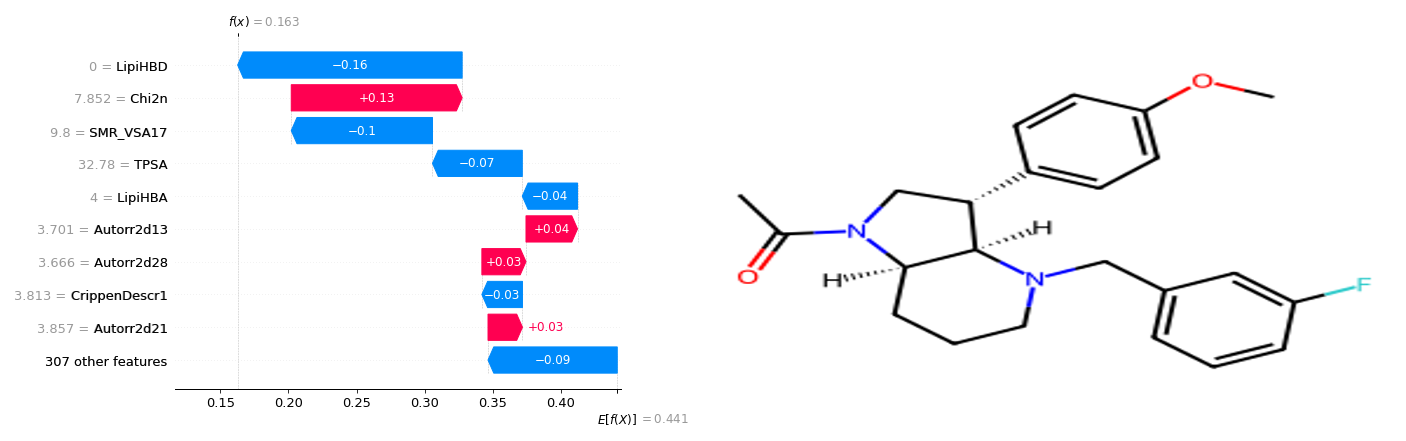 f(x) = 0.163
0 = LipiHBD −0.16
7.852 = Chi2n +0.13
9.8 = SMR_VSA17 −0.1
32.78 = TPSA −0.07
4 = LipiHBA −0.04
3.701 = Autorr2d13 +0.04
3.666 = Autorr2d28 +0.03
3.813 = CrippenDescr1 −0.03
3.857 = Autorr2d21 +0.03
307 other features −0.09
0.15 0.20 0.25 0.30 0.35 0.40
E[f(X)] = 0.441
O
N
H
O
H
N
F